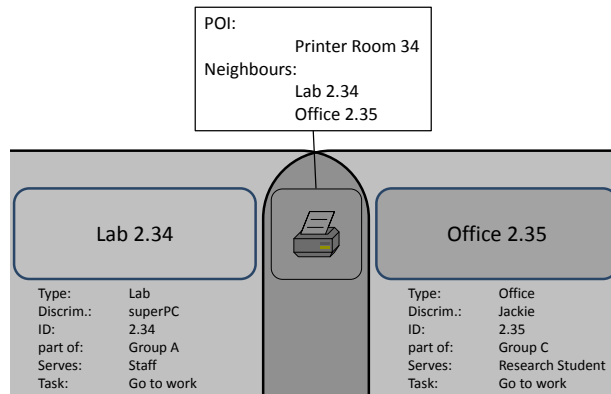 POI:
Printer Room 34
Neighbours:
Lab 2.34
Office 2.35
Lab 2.34
Type: Lab
Discrim.: superPC
ID: 2.34
part of: Group A
Serves: Staff
Task: Go to work
Office 2.35
Type: Office
Discrim.: Jackie
ID: 2.35
part of: Group C
Serves: Research Student
Task: Go to work